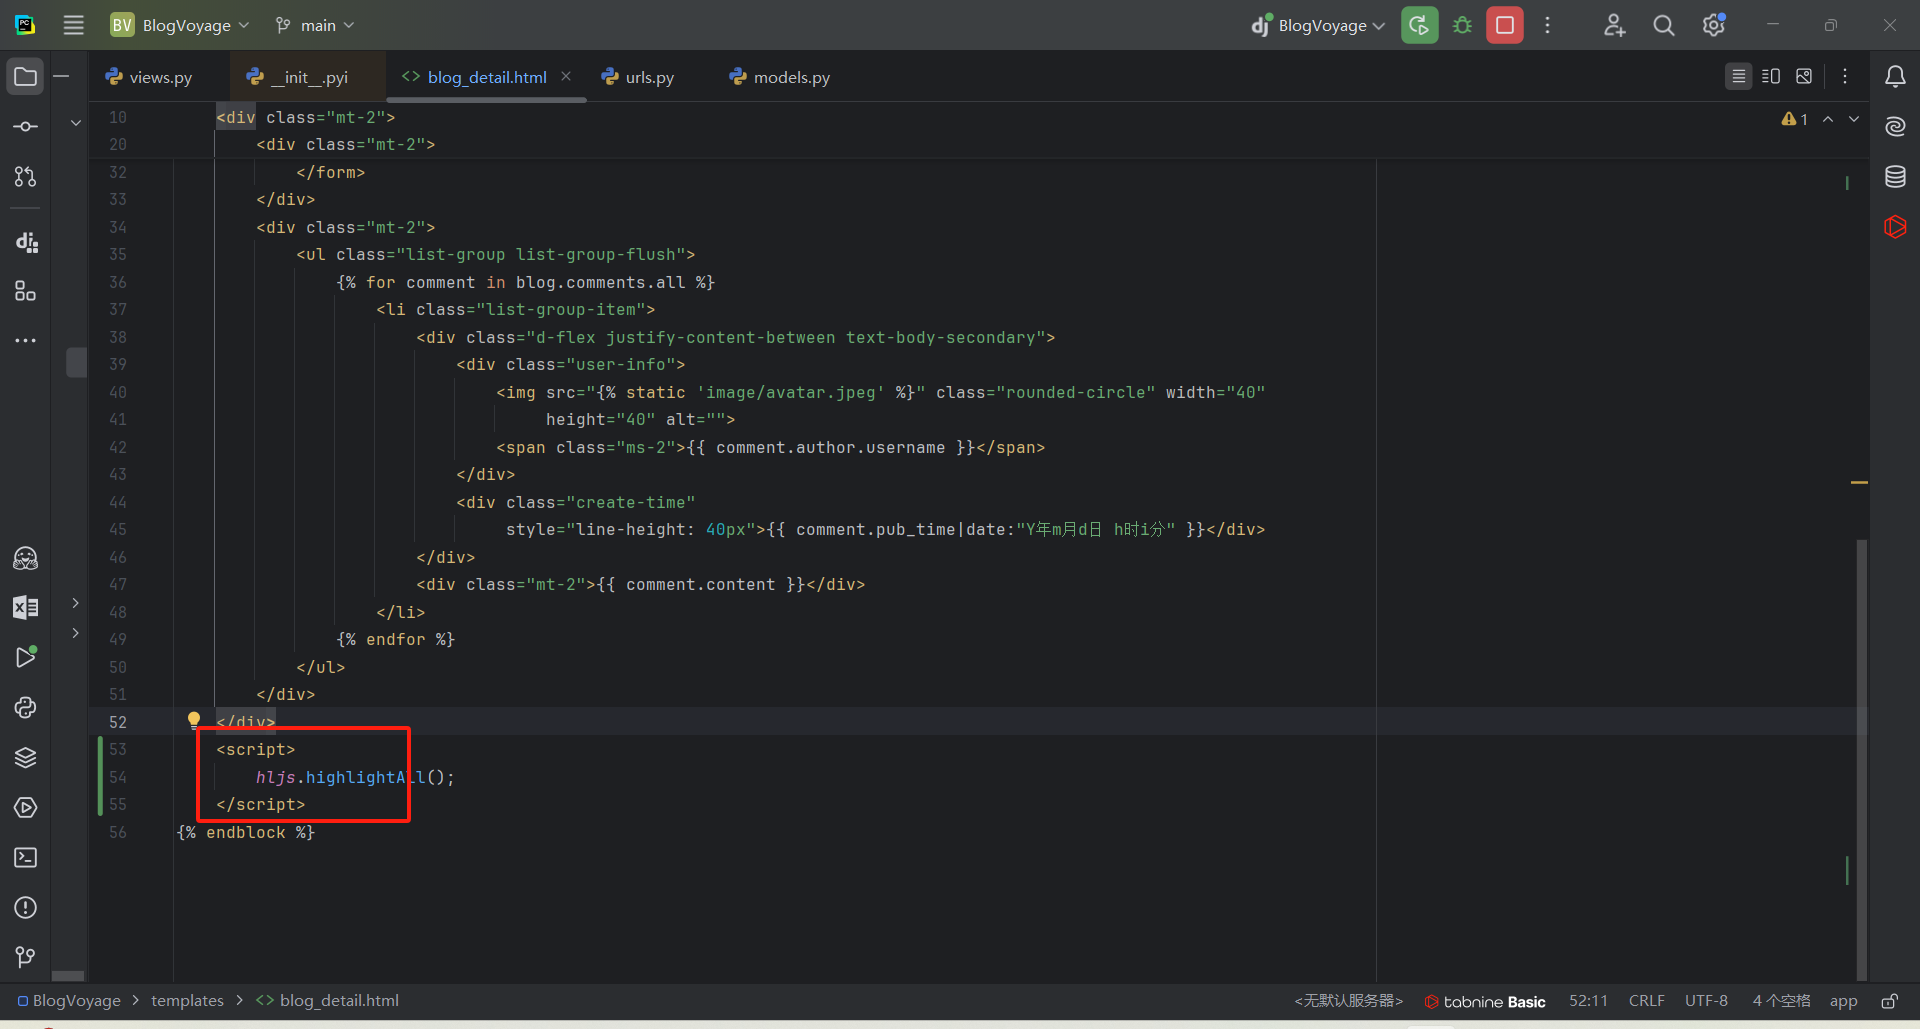 BV BlogVoyage main
dj BlogVoyage
views.py __init__.pyi <> blog_detail.html urls.py models.py
10 <div class="mt-2">
1
20 <div class="mt-2">
32 </form>
33 </div>
34 <div class="mt-2">
35 <ul class="list-group list-group-flush">
36 {% for comment in blog.comments.all %}
37 <li class="list-group-item">
38 <div class="d-flex justify-content-between text-body-secondary">
39 <div class="user-info">
40 <img src="{% static 'image/avatar.jpeg' %}" class="rounded-circle" width="40"
41 height="40" alt="">
42 <span class="ms-2">{{ comment.author.username }}</span>
43 </div>
44 <div class="create-time"
45 style="line-height: 40px">{{ comment.pub_time|date:"Y年m月d日 h时i分" }}</div>
46 </div>
47 <div class="mt-2">{{ comment.content }}</div>
48 </li>
49 {% endfor %}
50 </ul>
51 </div>
52 </div>
53 <script>
54 hljs.highlightAll();
55 </script>
56 {% endblock %}
BlogVoyage > templates > <> blog_detail.html
<无默认服务器> tabnine Basic 52:11 CRLF UTF-8 4 个空格 app